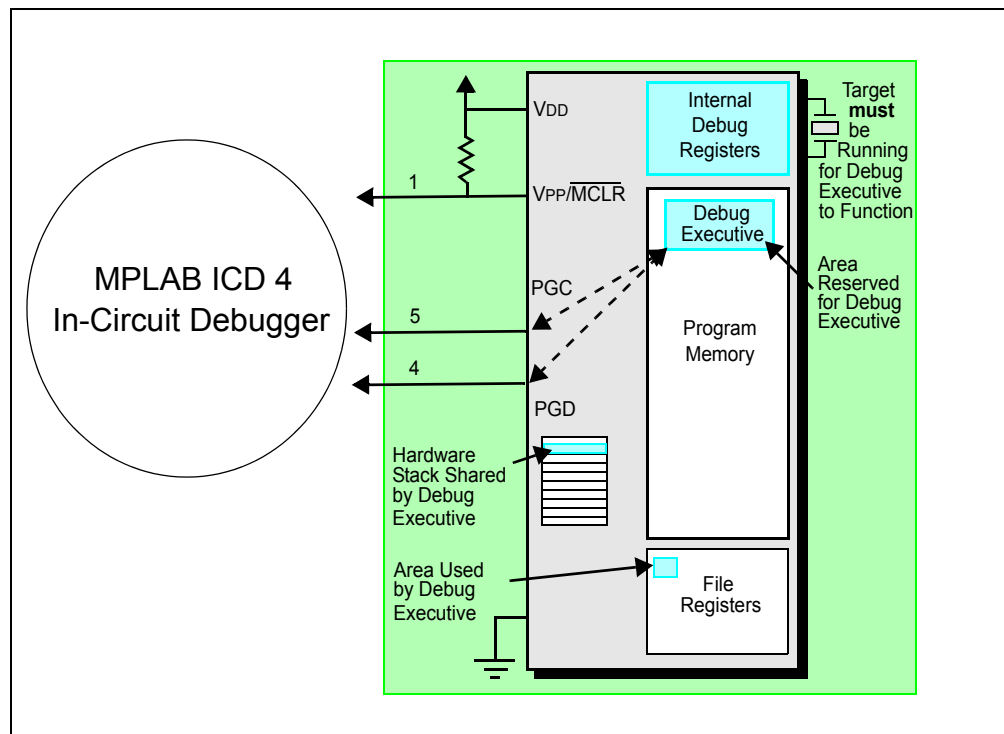 MPLAB ICD 4
In-Circuit Debugger
1
5
4
VDD
VPP/MCLR
PGC
PGD
Hardware
Stack Shared
by Debug
Executive
Area Used
by Debug
Executive
Internal
Debug
Registers
Debug
Executive
Program
Memory
File
Registers
Target
must
be
Running
for Debug
Executive
to Function
Area
Reserved
for Debug
Executive